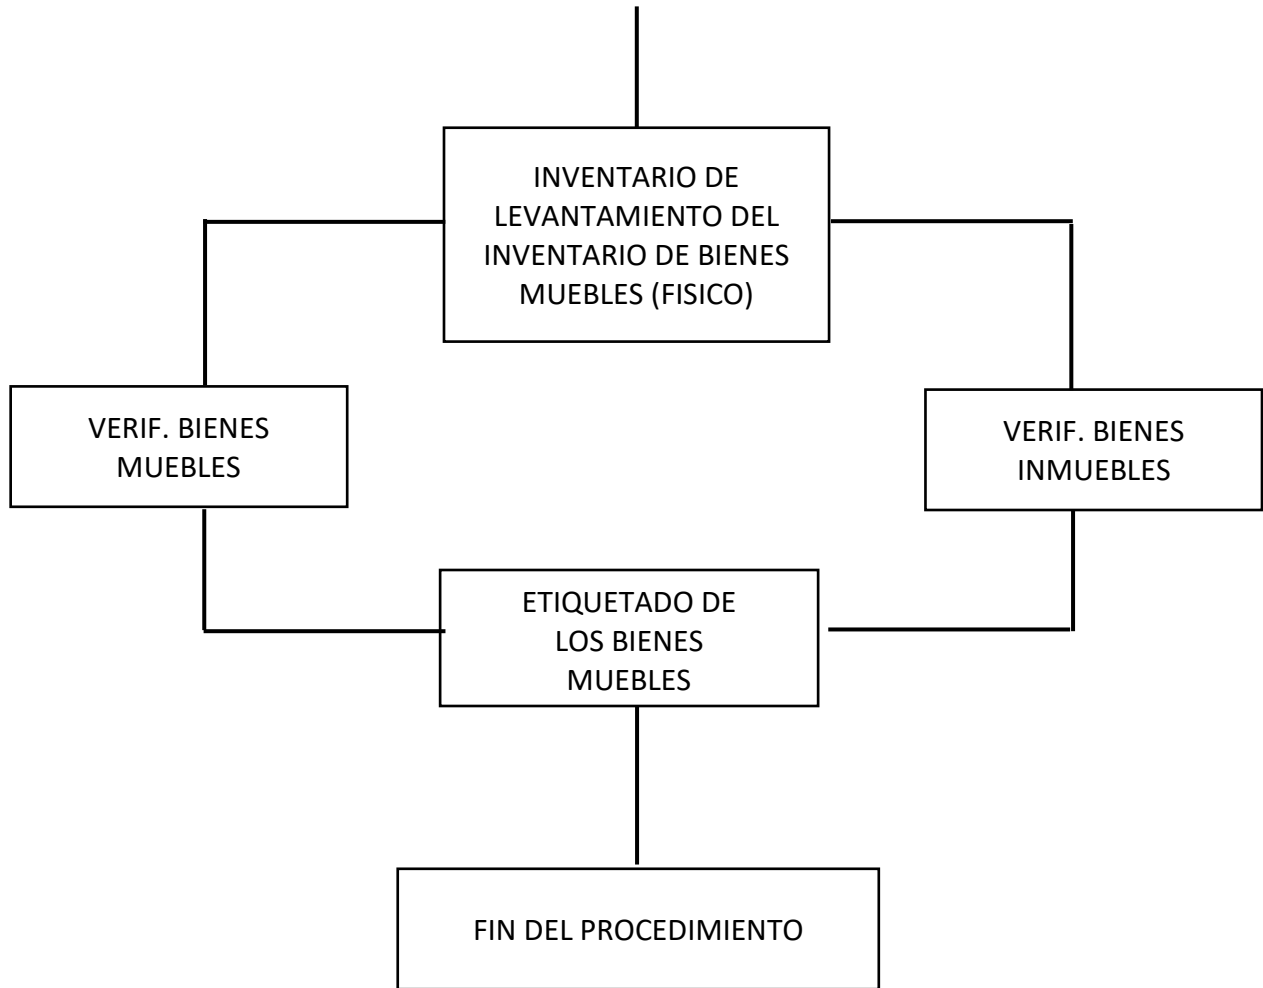 INVENTARIO DE
LEVANTAMIENTO DEL
INVENTARIO DE BIENES
MUEBLES (FISICO)
VERIF. BIENES
MUEBLES
VERIF. BIENES
INMUEBLES
ETIQUETADO DE
LOS BIENES
MUEBLES
FIN DEL PROCEDIMIENTO